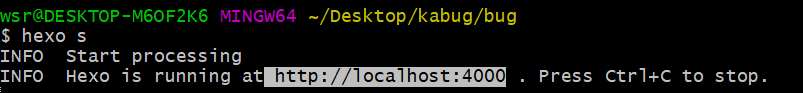 wsr@DESKTOP-M6OF2K6 MINGW64 ~/Desktop/kabug/bug
$ hexo s
INFO  Start processing
INFO  Hexo is running at http://localhost:4000 . Press Ctrl+C to stop.